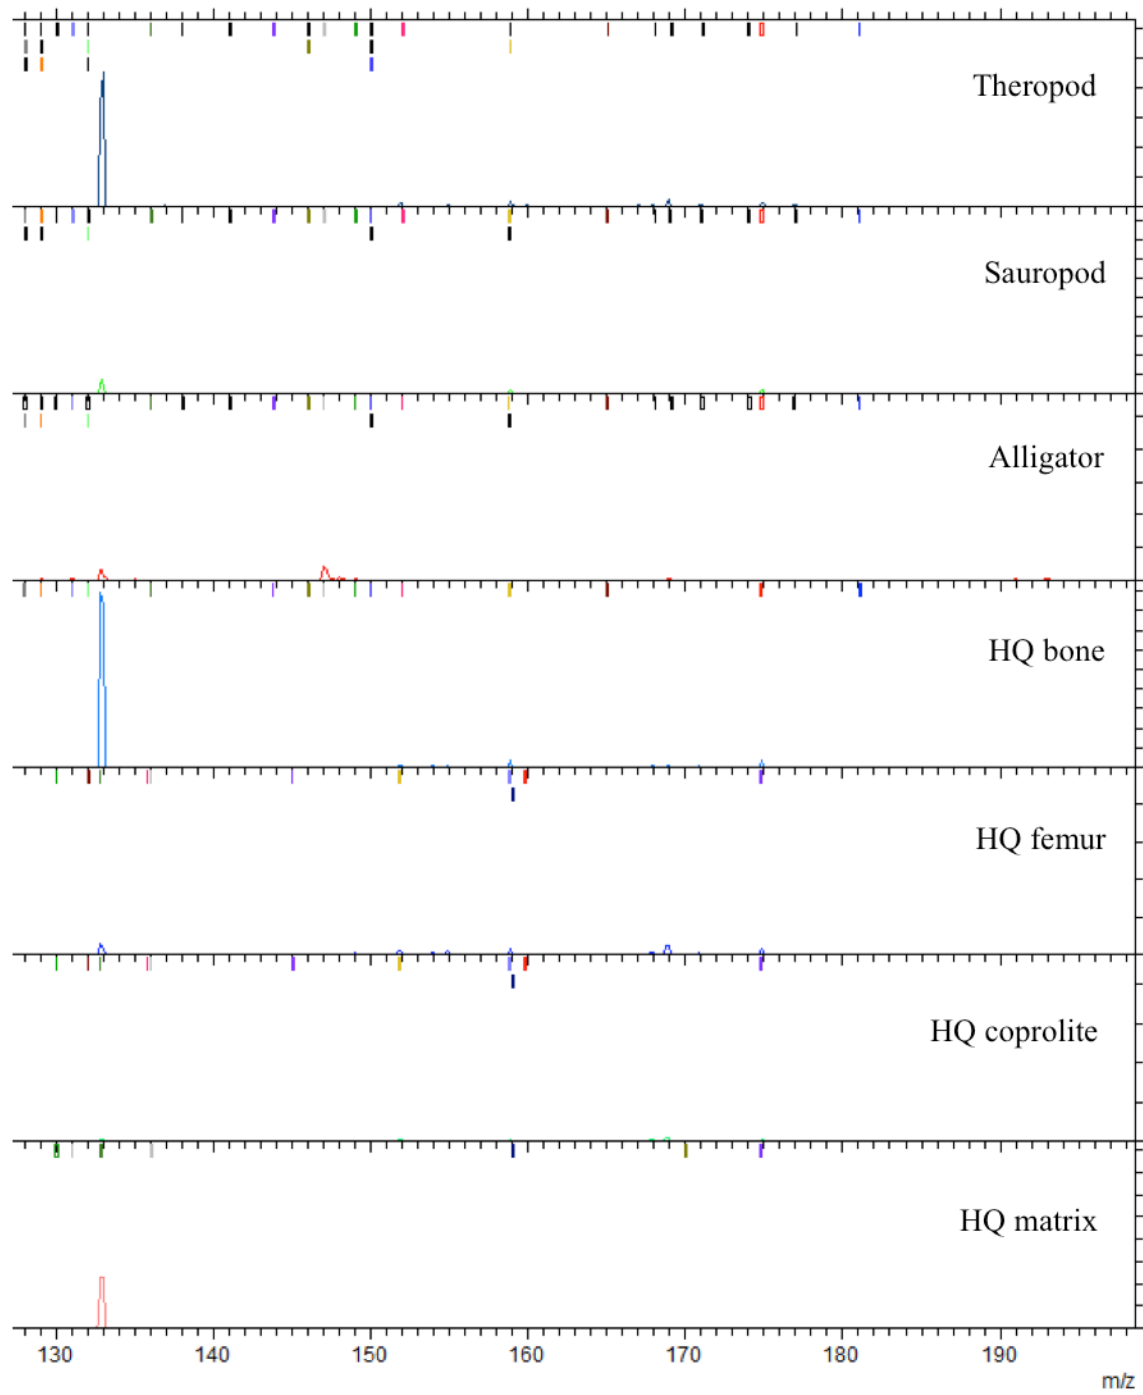 Theropod
Sauropod
Alligator
HQ bone
HQ femur
HQ coprolite
HQ matrix
130 140 150 160 170 180 190
m/z